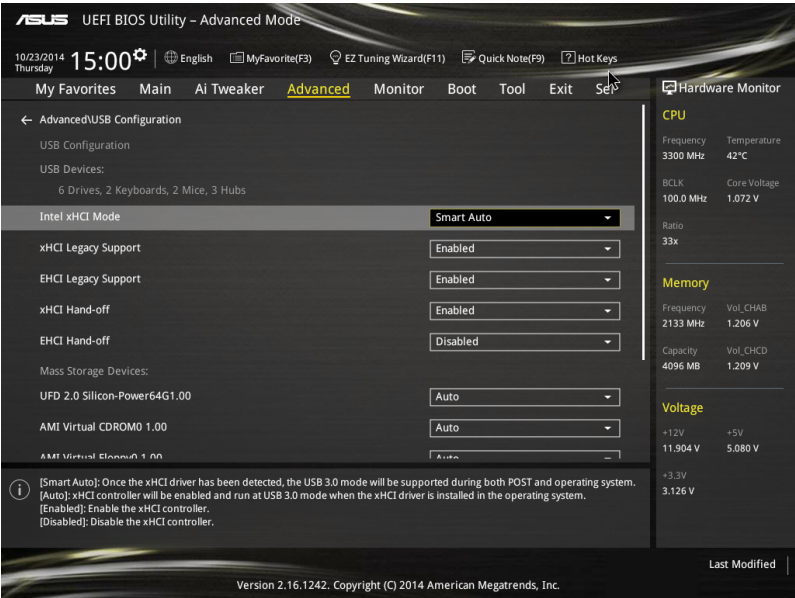 ASUS UEFI BIOS Utility – Advanced Mode
10/23/2014
Thursday
15:00
English MyFavorite(F3) EZ Tuning Wizard(F11) Quick Note(F9) ? Hot Keys
My Favorites Main Ai Tweaker Advanced Monitor Boot Tool Exit
← Advanced\USB Configuration
USB Configuration
USB Devices:
6 Drives, 2 Keyboards, 2 Mice, 3 Hubs
Intel xHCI Mode Smart Auto
xHCI Legacy Support Enabled
EHCI Legacy Support Enabled
xHCI Hand-off Enabled
EHCI Hand-off Disabled
Mass Storage Devices:
UFD 2.0 Silicon-Power64G1.00 Auto
AMI Virtual CDROM0 1.00 Auto
AMI Virtual Floppy0 1.00 Auto
[Smart Auto]: Once the xHCI driver has been detected, the USB 3.0 mode will be supported during both POST and operating system.
[Auto]: xHCI controller will be enabled and run at USB 3.0 mode when the xHCI driver is installed in the operating system.
[Enabled]: Enable the xHCI controller.
[Disabled]: Disable the xHCI controller.
Hardware Monitor
CPU
Frequency Temperature
3300 MHz 42°C
BCLK Core Voltage
100.0 MHz 1.072 V
Ratio
33x
Memory
Frequency Vol_CHAB
2133 MHz 1.206 V
Capacity Vol_CHCD
4096 MB 1.209 V
Voltage
+12V +5V
11.904 V 5.080 V
+3.3V
3.126 V
Last Modified
Version 2.16.1242. Copyright (C) 2014 American Megatrends, Inc.